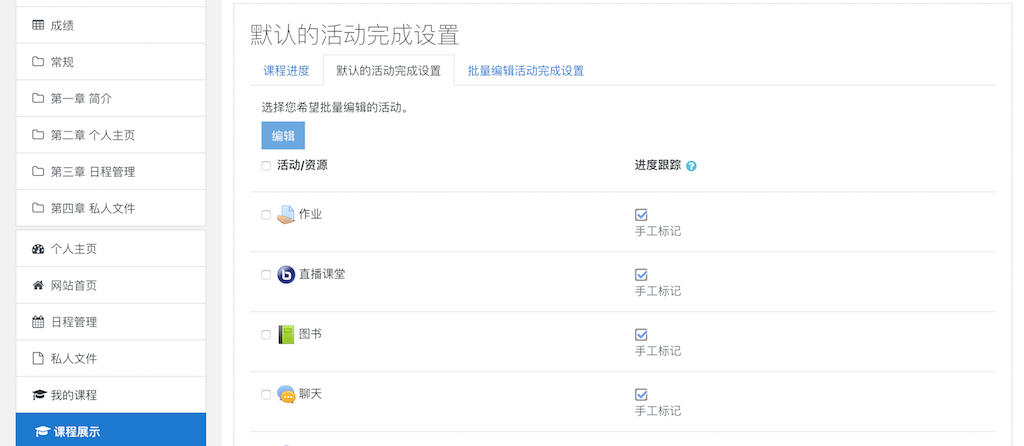 成绩
常规
第一章 简介
第二章 个人主页
第三章 日程管理
第四章 私人文件
个人主页
网站首页
日程管理
私人文件
我的课程
课程展示
默认的活动完成设置
课程进度 默认的活动完成设置 批量编辑活动完成设置
选择您希望批量编辑的活动。
编辑
活动/资源 进度跟踪 ?
作业
手工标记
b 直播课堂
手工标记
图书
手工标记
聊天
手工标记